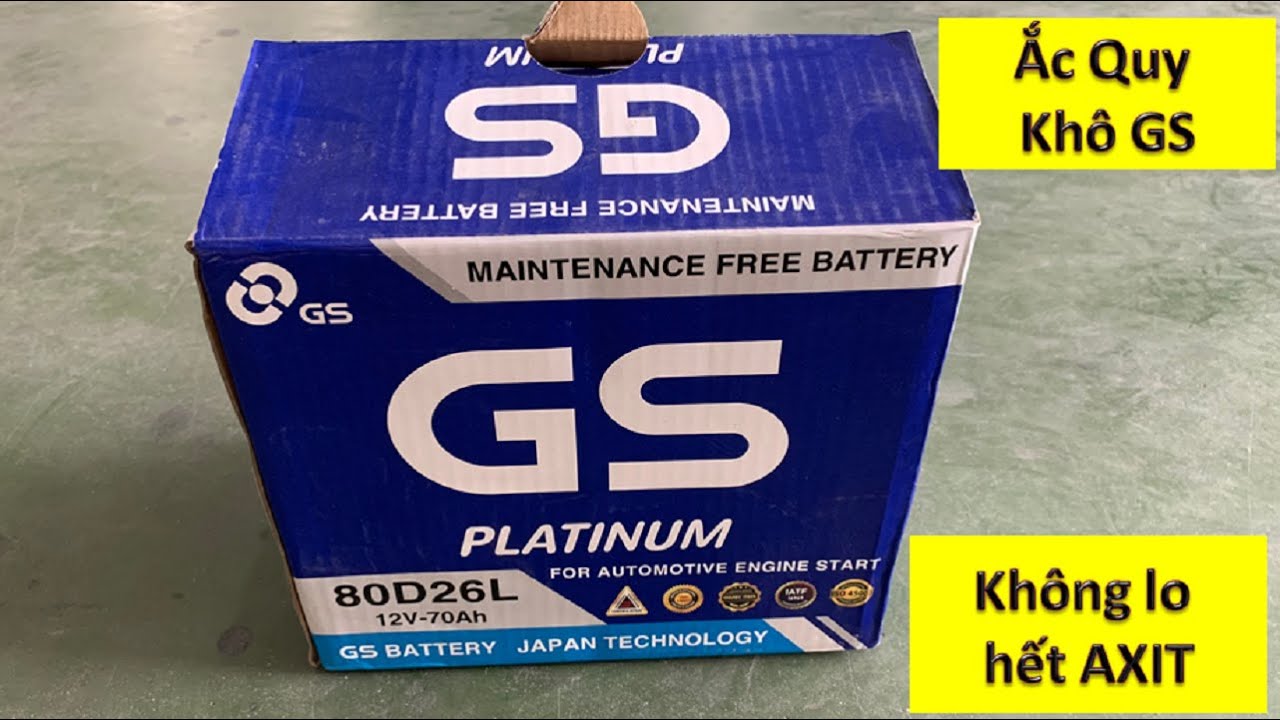 PLATINUM
GS
MAINTENANCE FREE BATTERY
MAINTENANCE FREE BATTERY
GS
GS
PLATINUM
FOR AUTOMOTIVE ENGINE START
80D26L
12V-70Ah
IATF
GS BATTERY JAPAN TECHNOLOGY
Ắc Quy
Khô GS
Không lo
hết AXIT